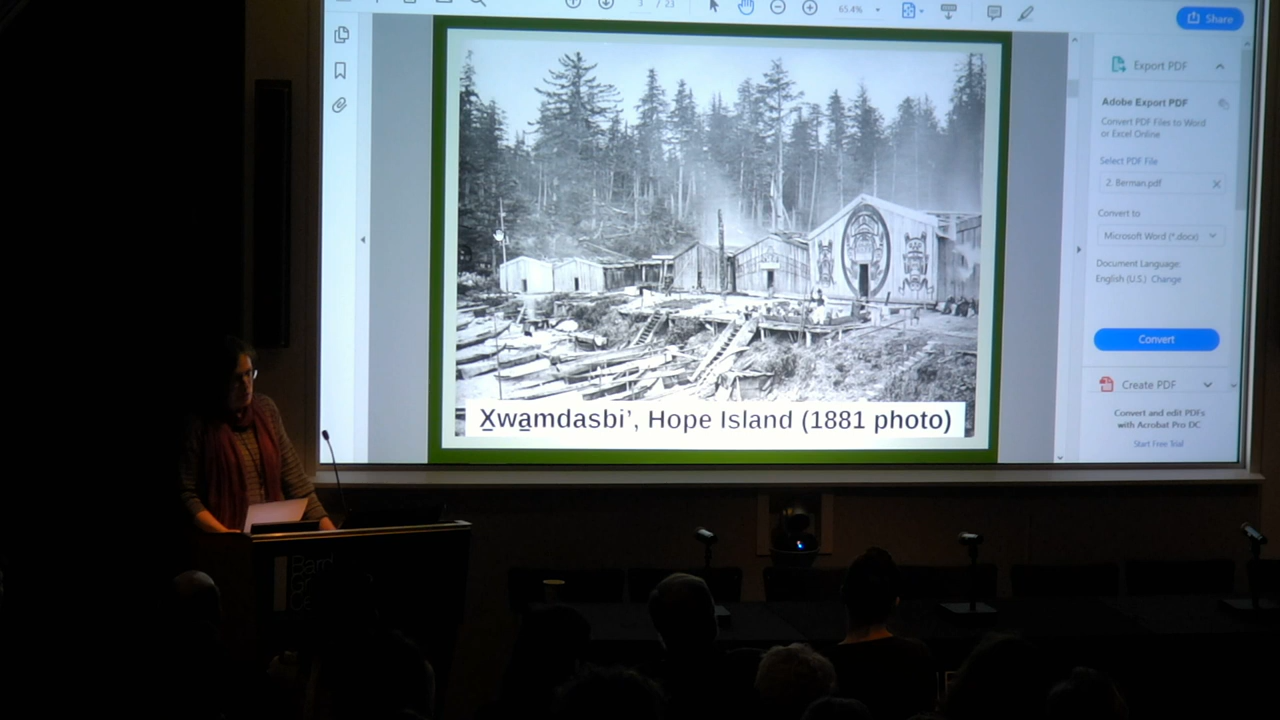 3 / 23
65.4%
Share
Export PDF
Adobe Export PDF
Convert PDF Files to Word
or Excel Online
Select PDF File
2. Berman.pdf
Convert to
Microsoft Word (*.docx)
Document Language:
English (U.S.) Change
Convert
Create PDF
Convert and edit PDFs
with Acrobat Pro DC
Start Free Trial
X̱wa̱mdasbi’, Hope Island (1881 photo)